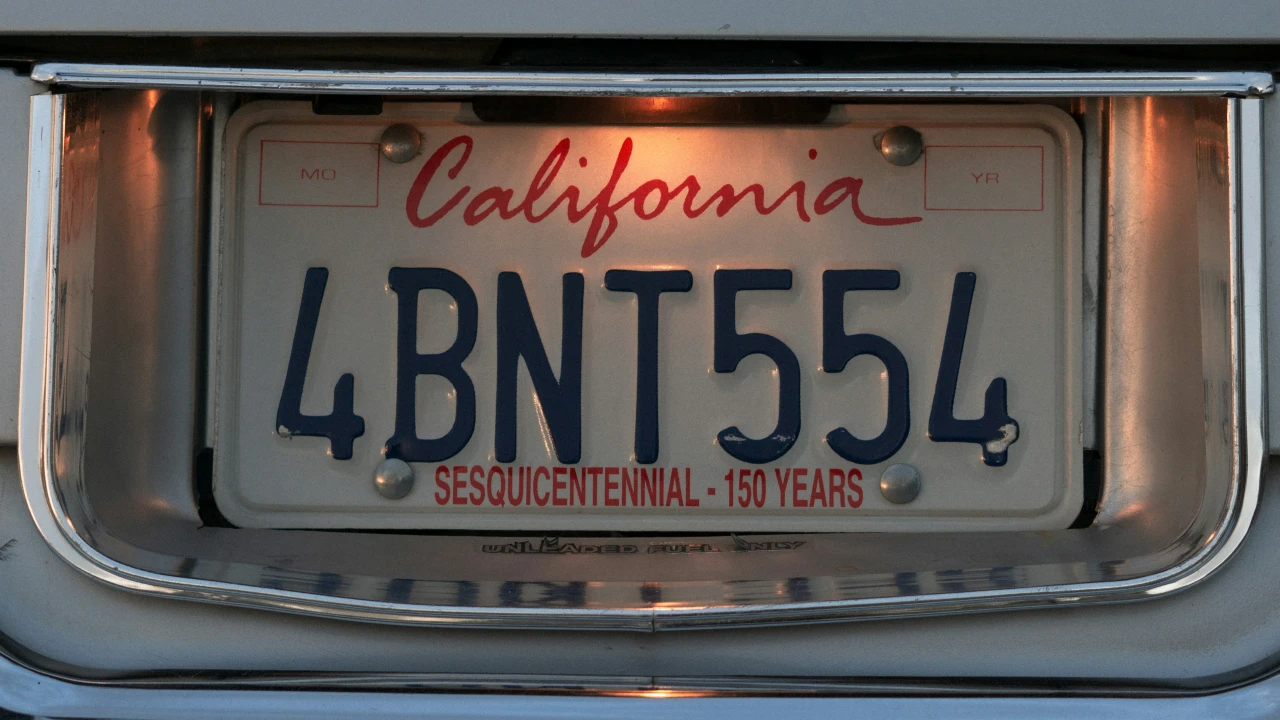 MO California YR
4BNT554
SESQUICENTENNIAL - 150 YEARS
UNLEADED FUEL ONLY